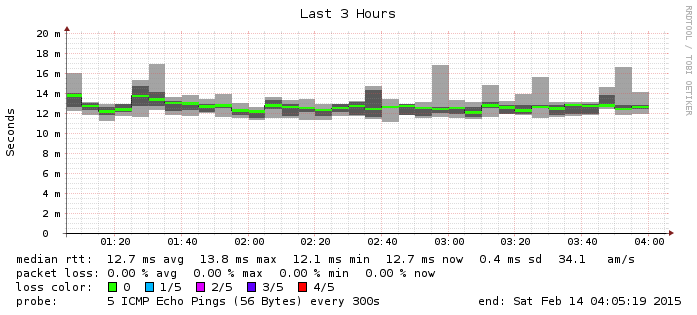 Last 3 Hours
RRDTOOL / TOBI OETIKER
Seconds
20 m
18 m
16 m
14 m
12 m
10 m
8 m
6 m
4 m
2 m
0
01:20 01:40 02:00 02:20 02:40 03:00 03:20 03:40 04:00
median rtt: 12.7 ms avg 13.8 ms max 12.1 ms min 12.7 ms now 0.4 ms sd 34.1 am/s
packet loss: 0.00 % avg 0.00 % max 0.00 % min 0.00 % now
loss color: 0 1/5 2/5 3/5 4/5
probe: 5 ICMP Echo Pings (56 Bytes) every 300s end: Sat Feb 14 04:05:19 2015